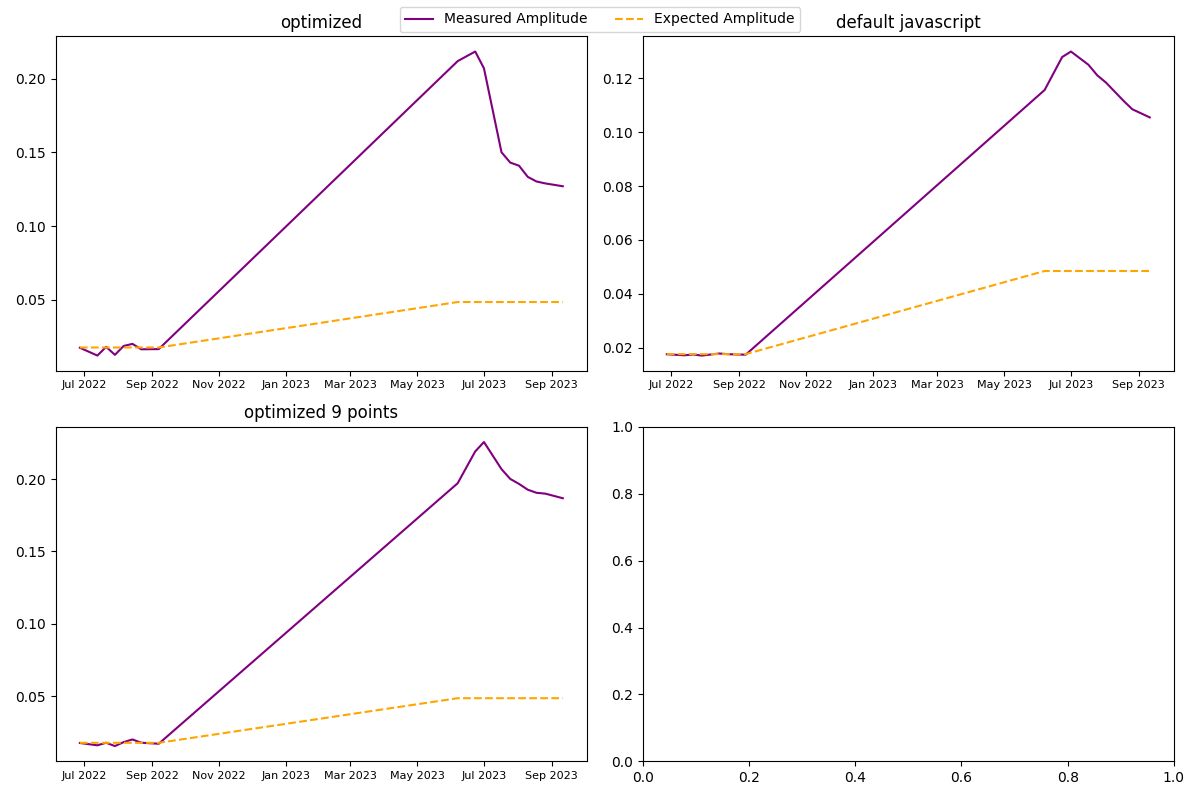 Measured Amplitude
Expected Amplitude
optimized
0.20
0.15
0.10
0.05
Jul 2022 Sep 2022 Nov 2022 Jan 2023 Mar 2023 May 2023 Jul 2023 Sep 2023
default javascript
0.12
0.10
0.08
0.06
0.04
0.02
Jul 2022 Sep 2022 Nov 2022 Jan 2023 Mar 2023 May 2023 Jul 2023 Sep 2023
optimized 9 points
0.20
0.15
0.10
0.05
Jul 2022 Sep 2022 Nov 2022 Jan 2023 Mar 2023 May 2023 Jul 2023 Sep 2023
1.0
0.8
0.6
0.4
0.2
0.0
0.0 0.2 0.4 0.6 0.8 1.0